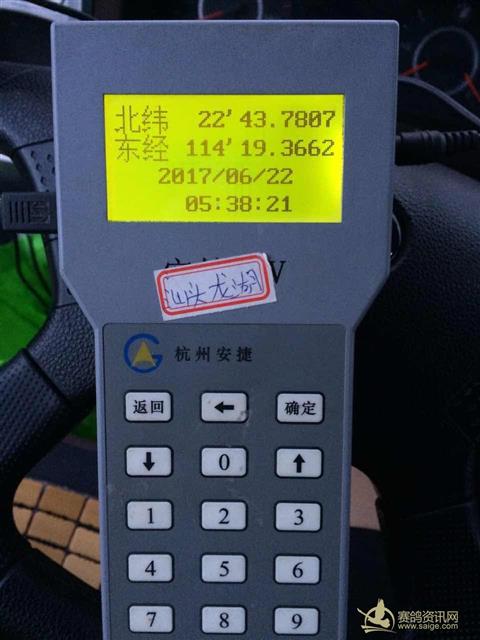 北纬 22'43.7807
东经 114'19.3662
2017/06/22
05:38:21
汕头龙湖
杭州安捷
返回 ← 确定
↓ 0 ↑
1 2 3
4 5 6
7 8 9
赛鸽资讯网
www.saige.com